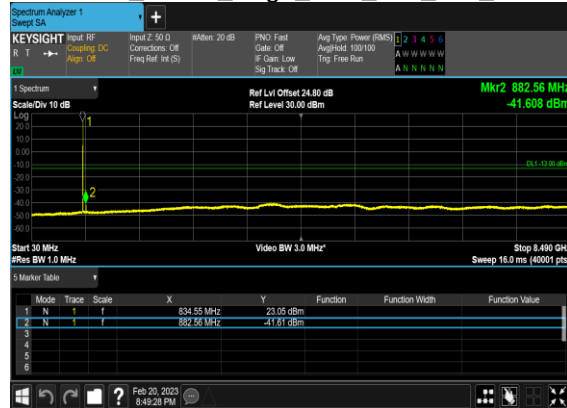 Spectrum Analyzer 1
Swept SA
+
KEYSIGHT Input: RF
R T Coupling: DC
Align: Off
Input Z: 50 Ω
Corrections: Off
Freq Ref: Int (S)
#Atten: 20 dB
PNO: Fast
Gate: Off
IF Gain: Low
Sig Track: Off
Avg Type: Power (RMS)
Avg|Hold: 100/100
Trig: Free Run
1 2 3 4 5 6
A W W W W W
A N N N N N
1 Spectrum
Scale/Div 10 dB
Ref Lvl Offset 24.80 dB
Ref Level 30.00 dBm
Mkr2 882.56 MHz
-41.608 dBm
Log
20.0
10.0
0.00
-10.0
-20.0
-30.0
-40.0
-50.0
-60.0
1
2
DL1 -13.00 dBm
Start 30 MHz
#Res BW 1.0 MHz
Video BW 3.0 MHz*
Stop 8.490 GHz
Sweep 16.0 ms (40001 pts)
5 Marker Table
Mode Trace Scale X Y Function Function Width Function Value
1 N 1 f 834.55 MHz 23.05 dBm
2 N 1 f 882.56 MHz -41.61 dBm
3
4
5
6
? Feb 20, 2023
8:49:28 PM